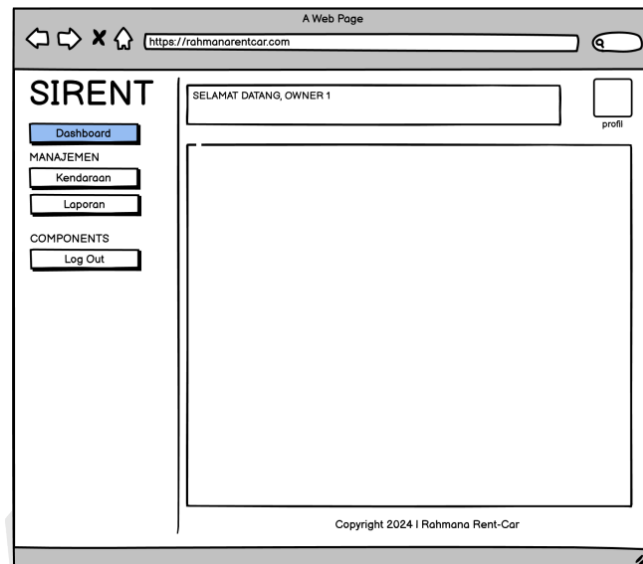 A Web Page
https://rahmanarentcar.com
SIRENT
Dashboard
MANAJEMEN
Kendaraan
Laporan
COMPONENTS
Log Out
SELAMAT DATANG, OWNER 1
profil
Copyright 2024 | Rahmana Rent-Car